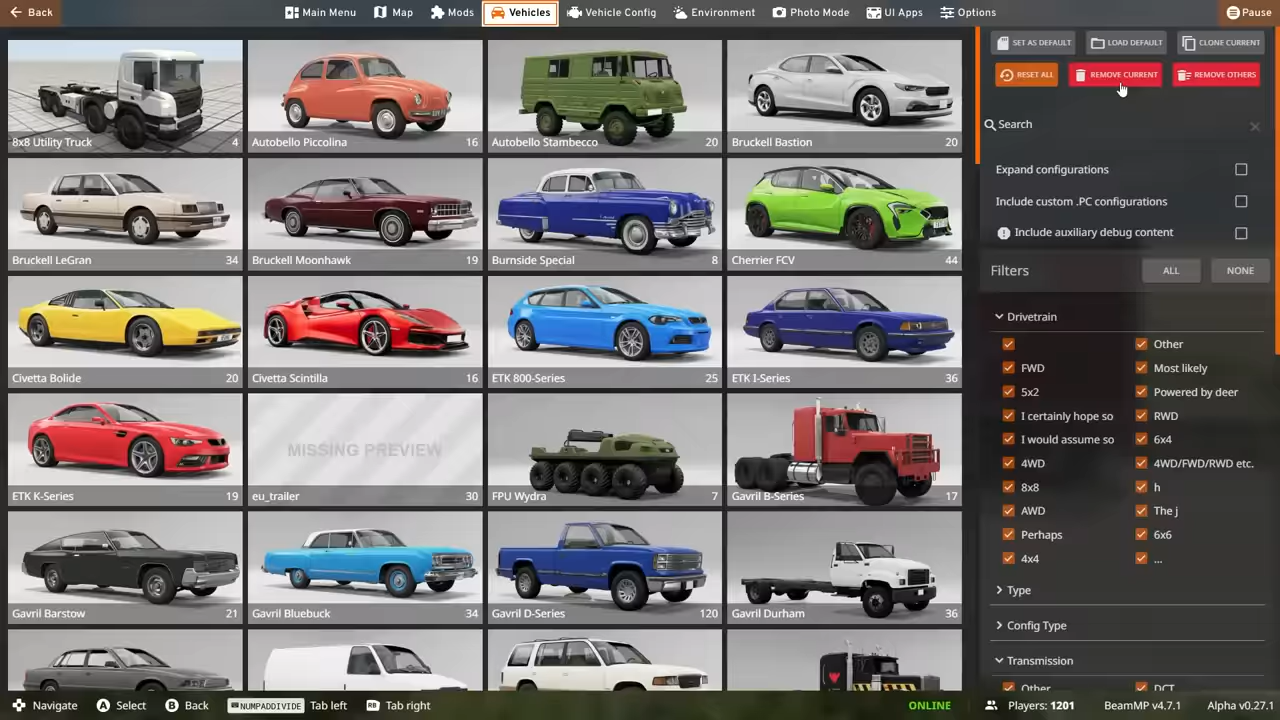 Back
Main Menu
Map
Mods
Vehicles
Vehicle Config
Environment
Photo Mode
UI Apps
Options
Pause
8x8 Utility Truck 4
Autobello Piccolina 16
Autobello Stambecco 20
Bruckell Bastion 20
Bruckell LeGran 34
Bruckell Moonhawk 19
Burnside Special 8
Cherrier FCV 44
Civetta Bolide 20
Civetta Scintilla 16
ETK 800-Series 25
ETK I-Series 36
ETK K-Series 19
MISSING PREVIEW
eu_trailer 30
FPU Wydra 7
Gavril B-Series 17
Gavril Barstow 21
Gavril Bluebuck 34
Gavril D-Series 120
Gavril Durham 36
SET AS DEFAULT
LOAD DEFAULT
CLONE CURRENT
RESET ALL
REMOVE CURRENT
REMOVE OTHERS
Search
Expand configurations
Include custom .PC configurations
Include auxiliary debug content
Filters
ALL
NONE
Drivetrain
Other
FWD
Most likely
5x2
Powered by deer
I certainly hope so
RWD
I would assume so
6x4
4WD
4WD/FWD/RWD etc.
8x8
h
AWD
The j
Perhaps
6x6
4x4
...
Type
Config Type
Transmission
Other
DCT
Navigate
A Select
B Back
NUMPADDIVIDE Tab left
RB Tab right
ONLINE
Players: 1201
BeamMP v4.7.1
Alpha v0.27.1